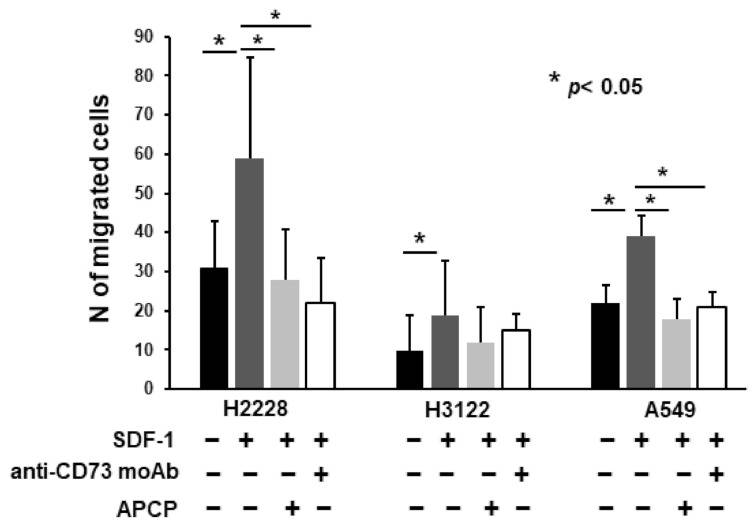 *
* *
90
80
* p< 0.05
70
60
50
*
* *
40
*
30
20
10
0
N of migrated cells
H2228 H3122 A549
SDF-1 – + + + – + + + – + + +
anti-CD73 moAb – – – + – – – + – – – +
APCP – – + – – – + – – – + –